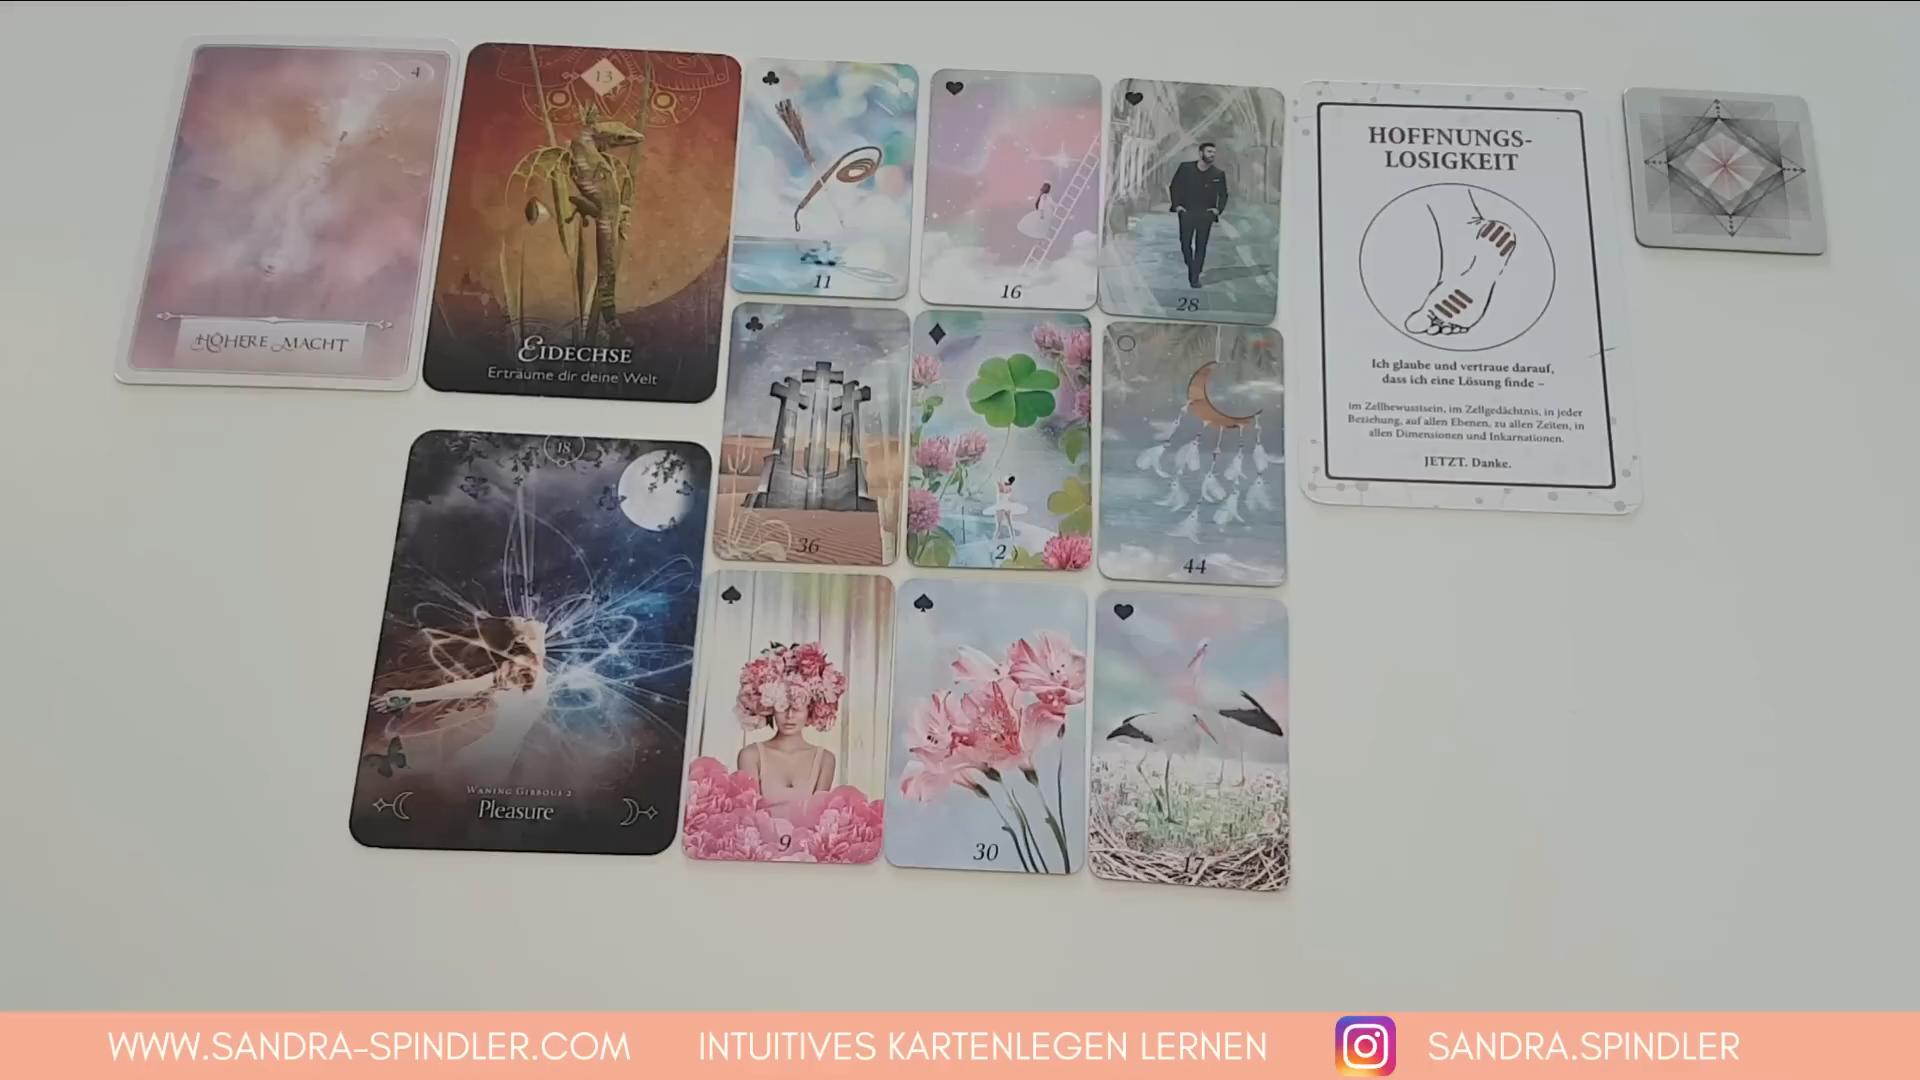 4
HÖHERE MACHT
13
EIDECHSE
Erträume dir deine Welt
11
16
28
HOFFNUNGS-
LOSIGKEIT
Ich glaube und vertraue darauf,
dass ich eine Lösung finde –
im Zellbewusstsein, im Zellgedächtnis, in jeder
Beziehung, auf allen Ebenen, zu allen Zeiten, in
allen Dimensionen und Inkarnationen.
JETZT. Danke.
36
2
44
18
WANING GIBBOUS 2
Pleasure
9
30
17
WWW.SANDRA-SPINDLER.COM
INTUITIVES KARTENLEGEN LERNEN
SANDRA.SPINDLER